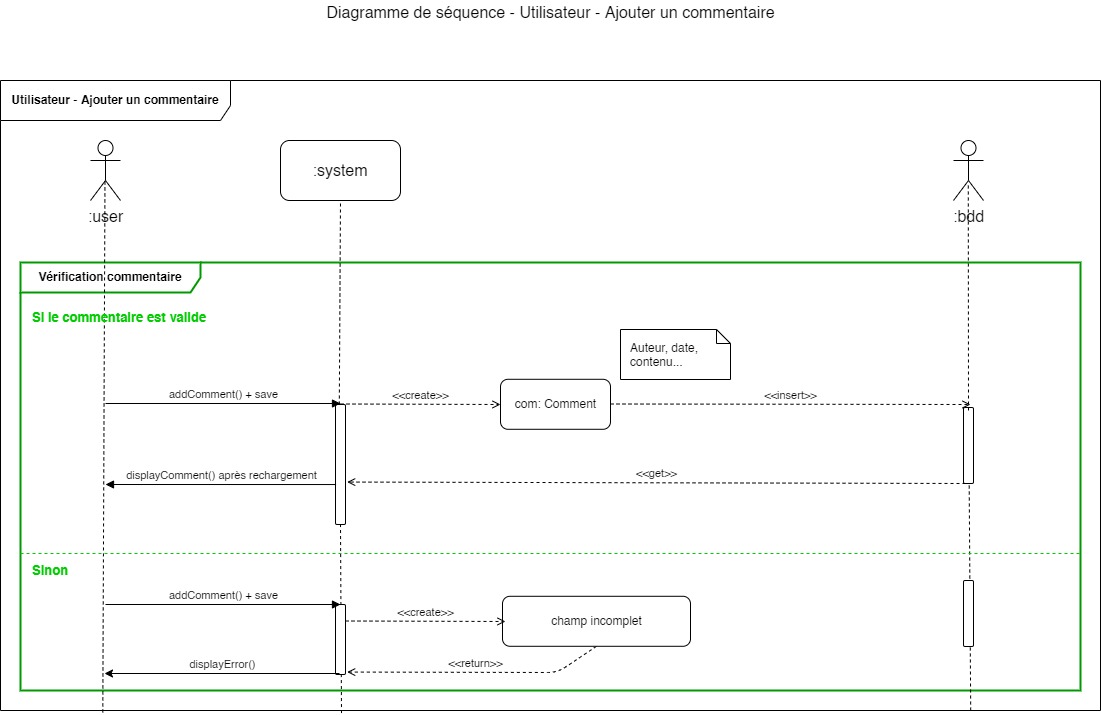 Diagramme de séquence - Utilisateur - Ajouter un commentaire
Utilisateur - Ajouter un commentaire
:user
:system
:bdd
Vérification commentaire
Si le commentaire est valide
Auteur, date,
contenu...
addComment() + save
<<create>>
com: Comment
<<insert>>
displayComment() après rechargement
<<get>>
Sinon
addComment() + save
<<create>>
champ incomplet
displayError()
<<return>>